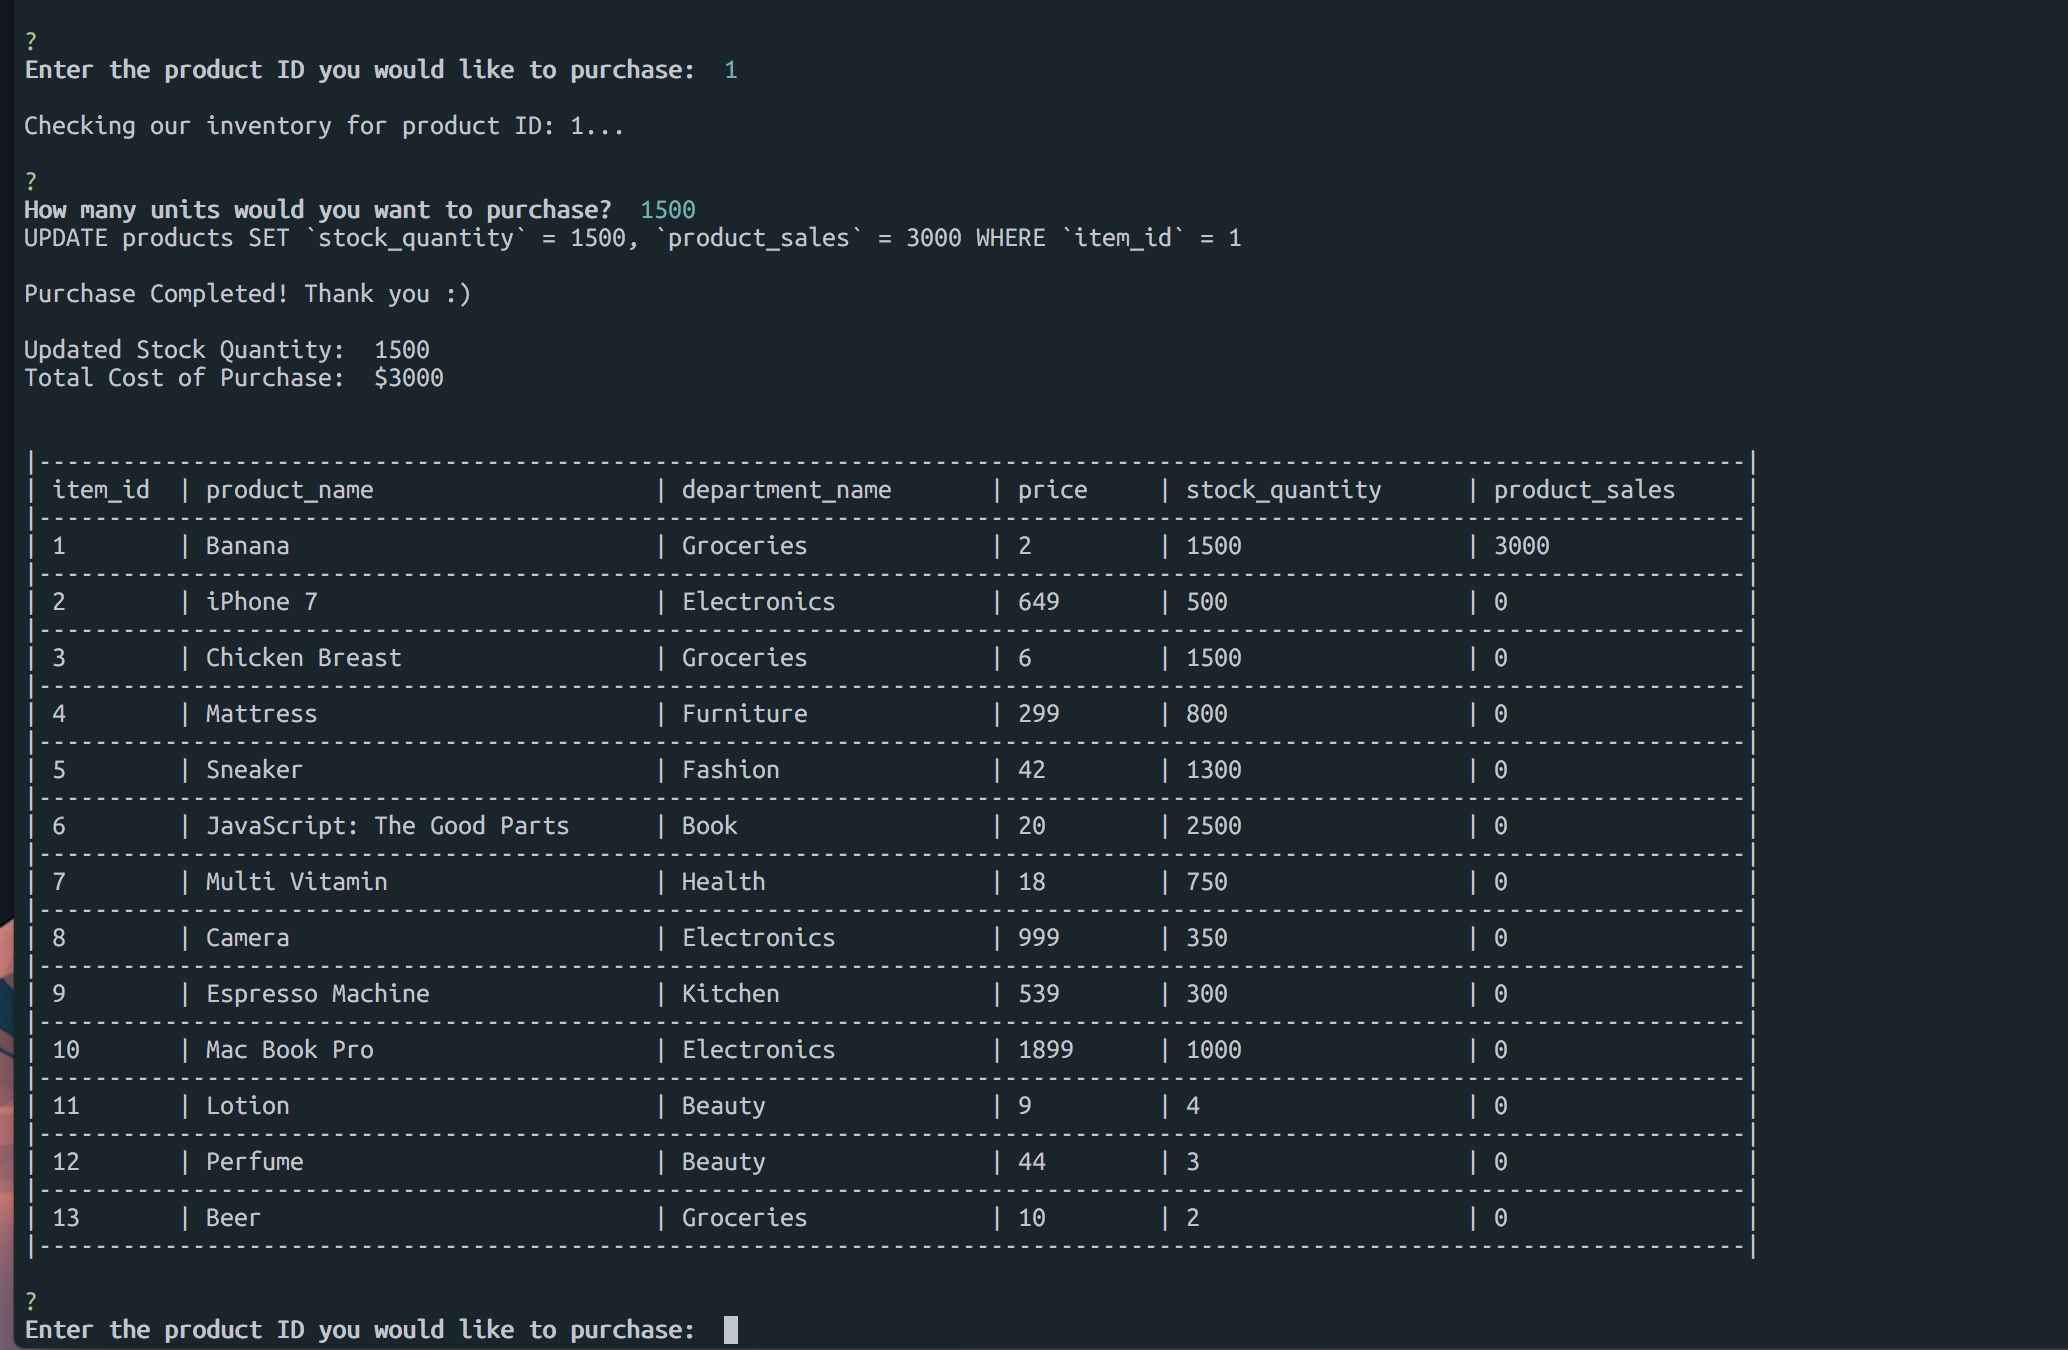 ?
Enter the product ID you would like to purchase:  1
Checking our inventory for product ID: 1...
?
How many units would you want to purchase?  1500
UPDATE products SET `stock_quantity` = 1500, `product_sales` = 3000 WHERE `item_id` = 1
Purchase Completed! Thank you :)
Updated Stock Quantity:  1500
Total Cost of Purchase:  $3000
| item_id | product_name | department_name | price | stock_quantity | product_sales |
| 1 | Banana | Groceries | 2 | 1500 | 3000 |
| 2 | iPhone 7 | Electronics | 649 | 500 | 0 |
| 3 | Chicken Breast | Groceries | 6 | 1500 | 0 |
| 4 | Mattress | Furniture | 299 | 800 | 0 |
| 5 | Sneaker | Fashion | 42 | 1300 | 0 |
| 6 | JavaScript: The Good Parts | Book | 20 | 2500 | 0 |
| 7 | Multi Vitamin | Health | 18 | 750 | 0 |
| 8 | Camera | Electronics | 999 | 350 | 0 |
| 9 | Espresso Machine | Kitchen | 539 | 300 | 0 |
| 10 | Mac Book Pro | Electronics | 1899 | 1000 | 0 |
| 11 | Lotion | Beauty | 9 | 4 | 0 |
| 12 | Perfume | Beauty | 44 | 3 | 0 |
| 13 | Beer | Groceries | 10 | 2 | 0 |
?
Enter the product ID you would like to purchase: